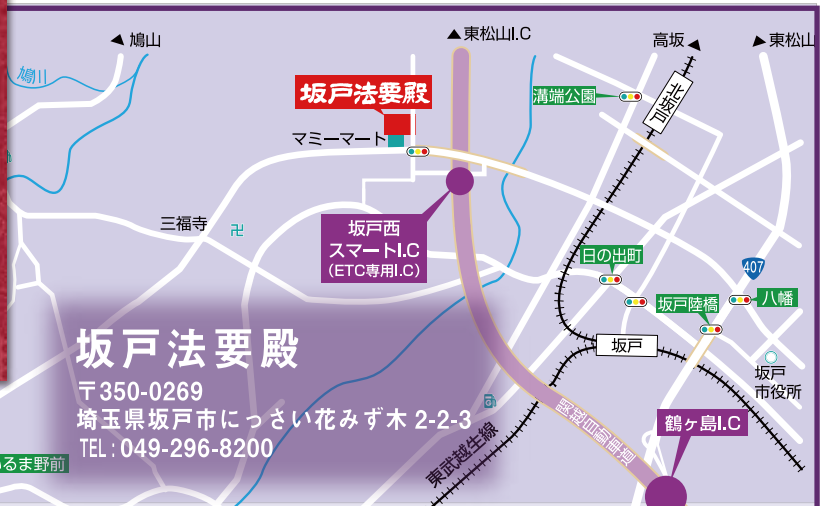 鳩山
東松山I.C
高坂
東松山
鳩川
坂戸法要殿
溝端公園
北坂戸
マミーマート
三福寺
坂戸西
スマートI.C
(ETC専用I.C)
日の出町
407
八幡
坂戸陸橋
坂戸
坂戸
市役所
坂戸法要殿
〒350-0269
埼玉県坂戸市にっさい花みず木 2-2-3
TEL : 049-296-8200
鶴ヶ島I.C
関越自動車道
東武越生線
るま野前